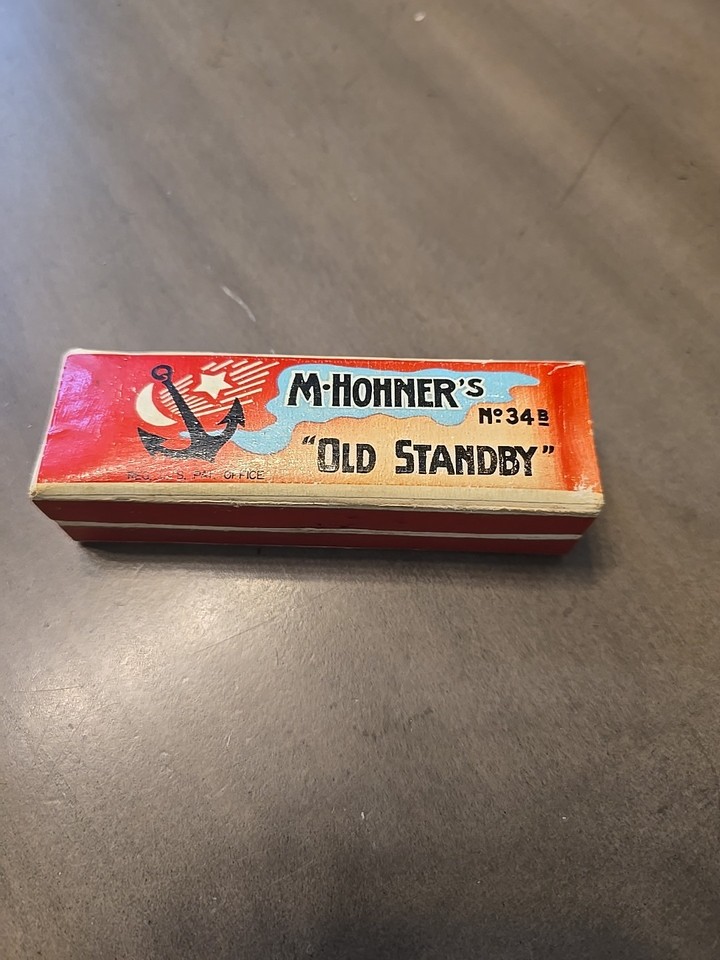 M·HOHNER'S
Nº 34B
"OLD STANDBY"
REG. U.S. PAT. OFFICE